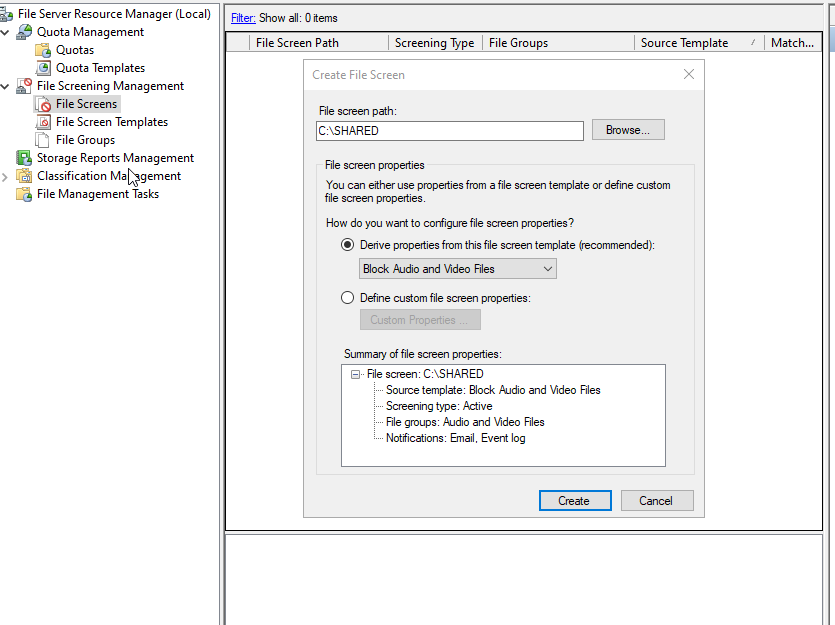 File Server Resource Manager (Local)
Quota Management
Quotas
Quota Templates
File Screening Management
File Screens
File Screen Templates
File Groups
Storage Reports Management
Classification Management
File Management Tasks
Filter: Show all: 0 items
File Screen Path Screening Type File Groups Source Template Match...
Create File Screen
File screen path:
C:\SHARED
Browse...
File screen properties
You can either use properties from a file screen template or define custom
file screen properties.
How do you want to configure file screen properties?
Derive properties from this file screen template (recommended):
Block Audio and Video Files
Define custom file screen properties:
Custom Properties ...
Summary of file screen properties:
File screen: C:\SHARED
Source template: Block Audio and Video Files
Screening type: Active
File groups: Audio and Video Files
Notifications: Email, Event log
Create Cancel